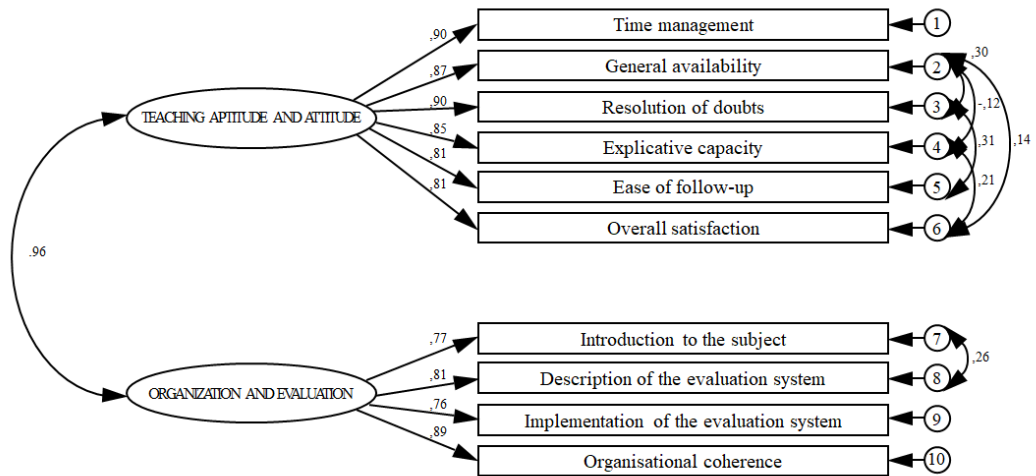 Time management
1
,90
,30
General availability
2
,87
-,12
Resolution of doubts
3
,90
TEACHING APTITUDE AND ATTITUDE
,85
Explicative capacity
4
,31
,14
,81
Ease of follow-up
5
,21
,81
Overall satisfaction
6
.96
,77
Introduction to the subject
7
,26
,81
Description of the evaluation system
8
ORGANIZATION AND EVALUATION
,76
Implementation of the evaluation system
9
,89
Organisational coherence
10